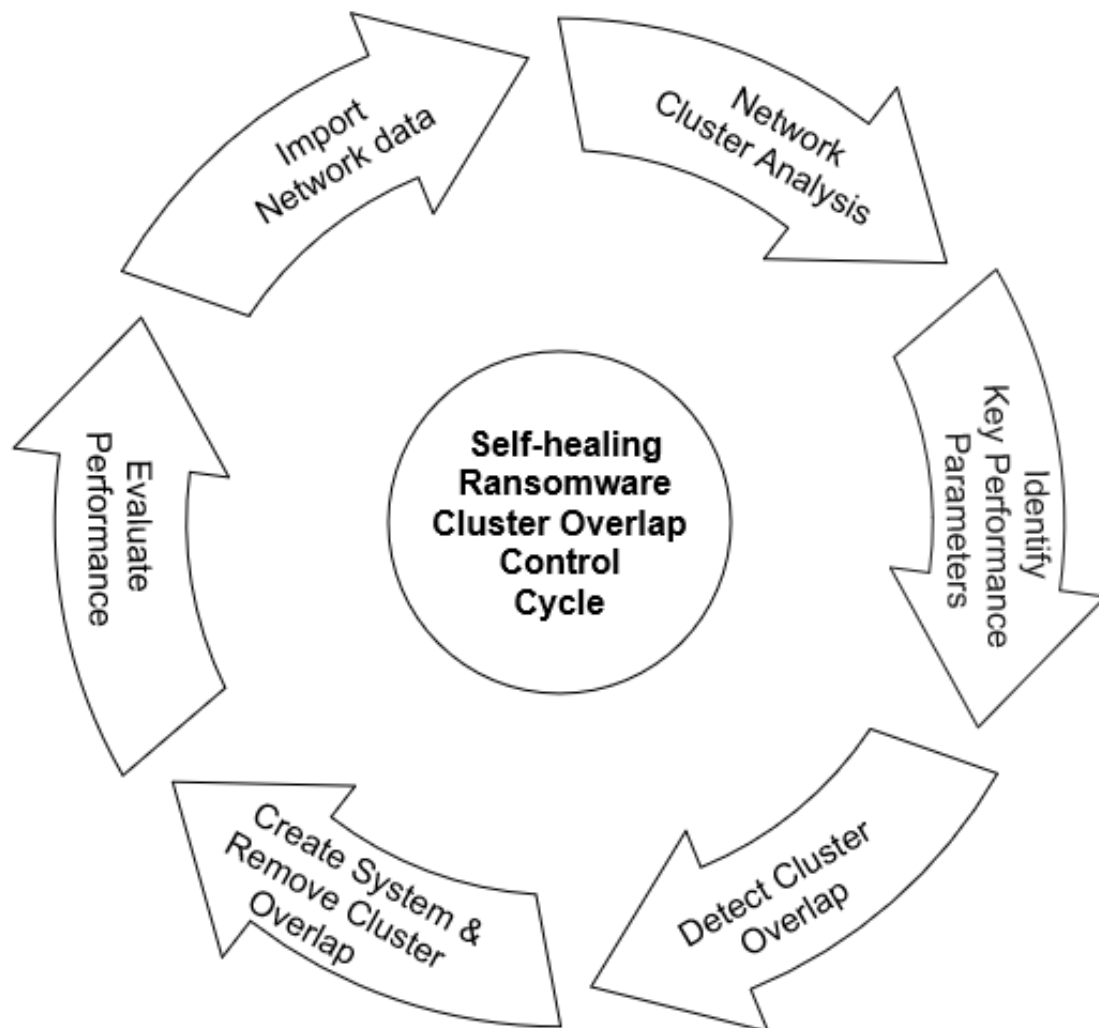 Import
Network data
Network
Cluster Analysis
Identify
Key Performance
Parameters
Detect Cluster
Overlap
Create System &
Remove Cluster
Overlap
Evaluate
Performance
Self-healing
Ransomware
Cluster Overlap
Control
Cycle